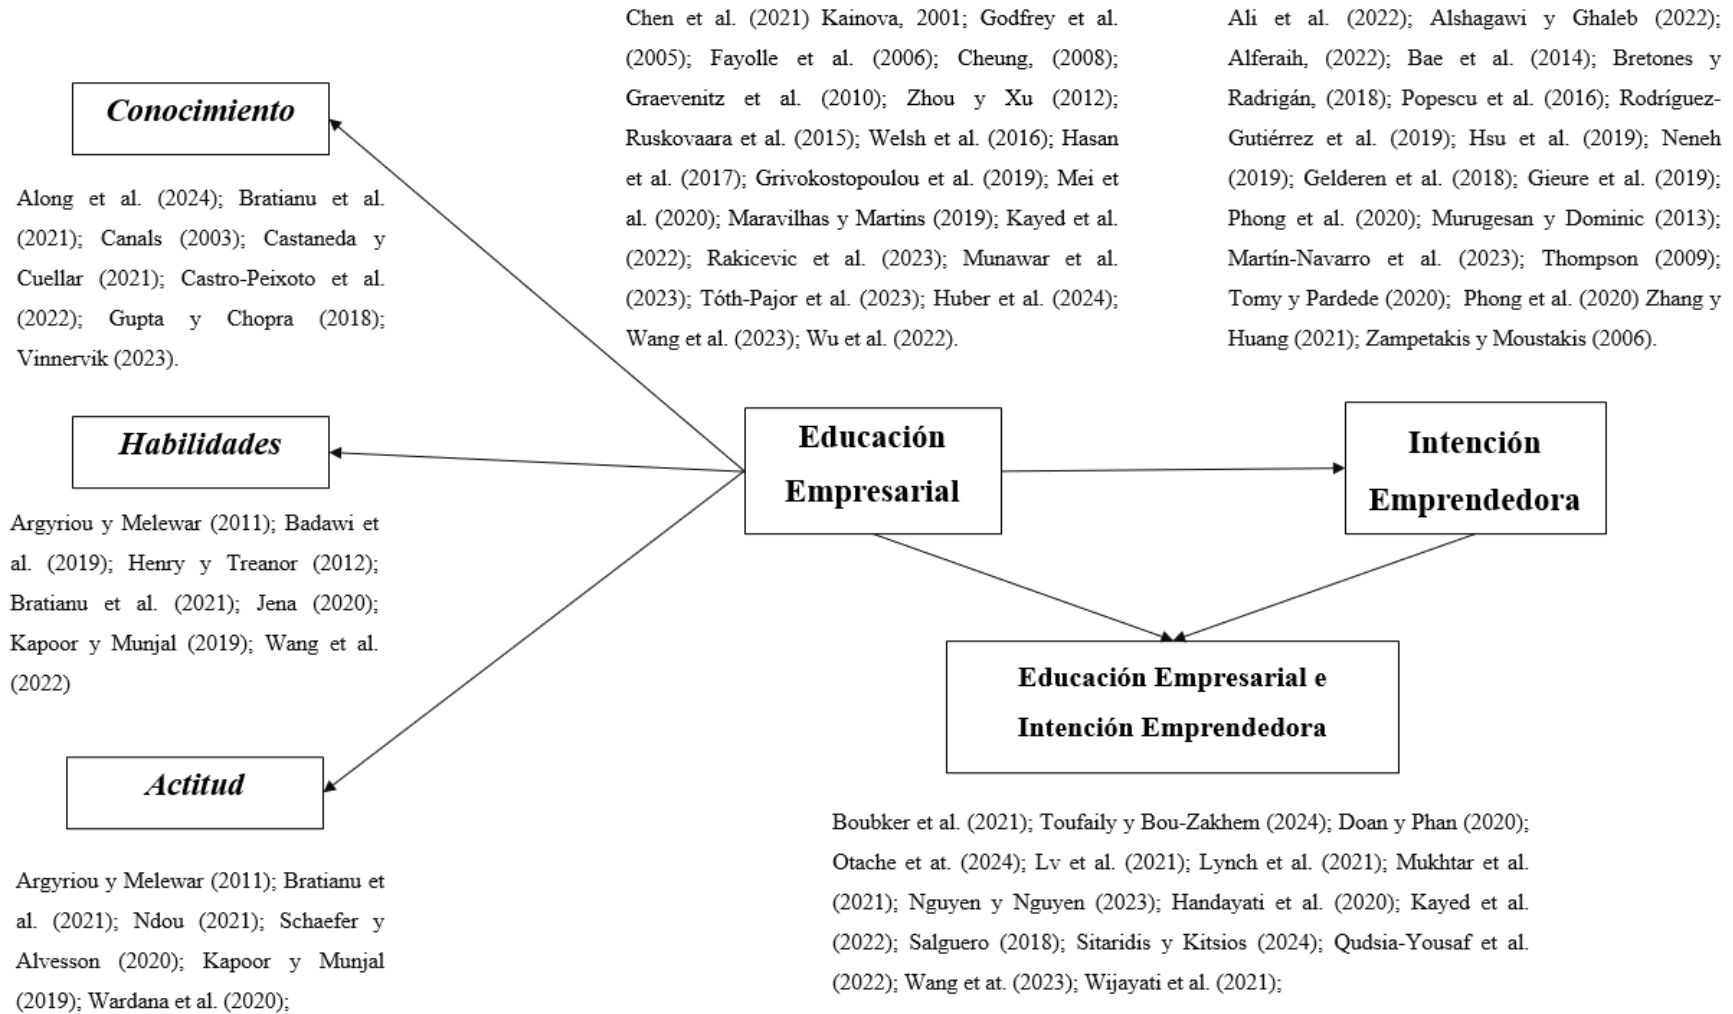 Conocimiento
Along et al. (2024); Bratianu et al.
(2021); Canals (2003); Castaneda y
Cuellar (2021); Castro-Peixoto et al.
(2022); Gupta y Chopra (2018);
Vinnervik (2023).
Habilidades
Argyriou y Melewar (2011); Badawi et
al. (2019); Henry y Treanor (2012);
Bratianu et al. (2021); Jena (2020);
Kapoor y Munjal (2019); Wang et al.
(2022)
Actitud
Argyriou y Melewar (2011); Bratianu et
al. (2021); Ndou (2021); Schaefer y
Alvesson (2020); Kapoor y Munjal
(2019); Wardana et al. (2020);
Chen et al. (2021) Kainova, 2001; Godfrey et al.
(2005); Fayolle et al. (2006); Cheung, (2008);
Graevenitz et al. (2010); Zhou y Xu (2012);
Ruskovaara et al. (2015); Welsh et al. (2016); Hasan
et al. (2017); Grivokostopoulou et al. (2019); Mei et
al. (2020); Maravilhas y Martins (2019); Kayed et al.
(2022); Rakicevic et al. (2023); Munawar et al.
(2023); Tóth-Pajor et al. (2023); Huber et al. (2024);
Wang et al. (2023); Wu et al. (2022).
Educación
Empresarial
Ali et al. (2022); Alshagawi y Ghaleb (2022);
Alferaih, (2022); Bae et al. (2014); Bretones y
Radrigán, (2018); Popescu et al. (2016); Rodríguez-
Gutiérrez et al. (2019); Hsu et al. (2019); Neneh
(2019); Gelderen et al. (2018); Gieure et al. (2019);
Phong et al. (2020); Murugesan y Dominic (2013);
Martín-Navarro et al. (2023); Thompson (2009);
Tomy y Pardede (2020); Phong et al. (2020) Zhang y
Huang (2021); Zampetakis y Moustakis (2006).
Intención
Emprendedora
Educación Empresarial e
Intención Emprendedora
Boubker et al. (2021); Toufaily y Bou-Zakhem (2024); Doan y Phan (2020);
Otache et at. (2024); Lv et al. (2021); Lynch et al. (2021); Mukhtar et al.
(2021); Nguyen y Nguyen (2023); Handayati et al. (2020); Kayed et al.
(2022); Salguero (2018); Sitaridis y Kitsios (2024); Qudsia-Yousaf et al.
(2022); Wang et at. (2023); Wijayati et al. (2021);